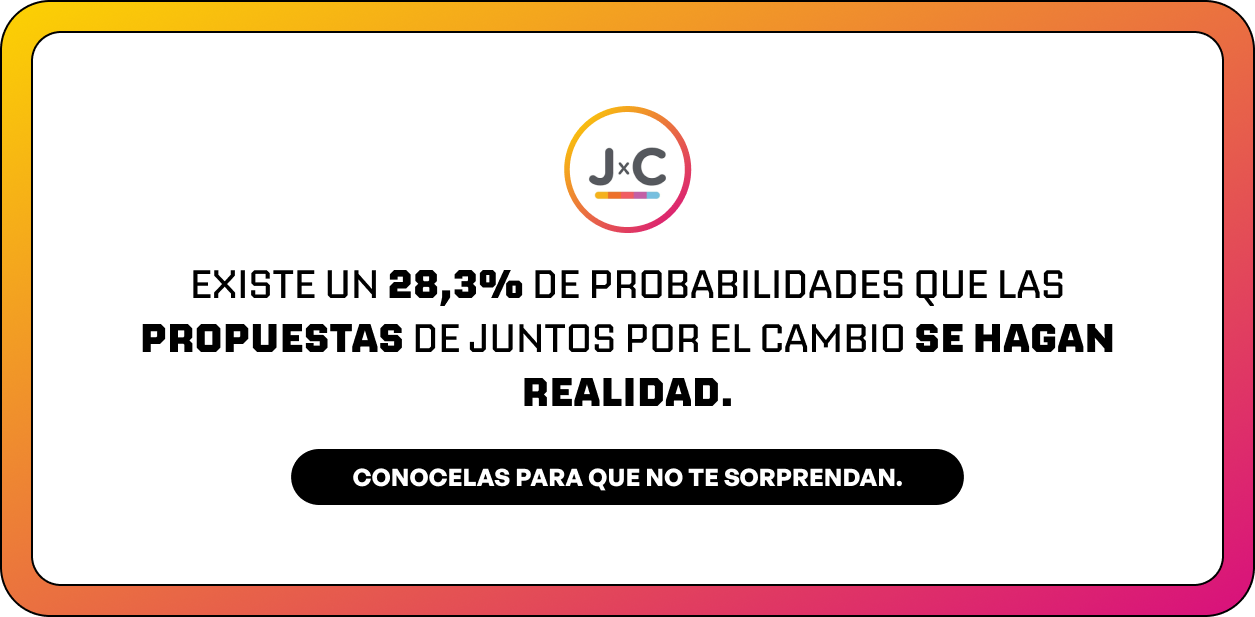 JxC
EXISTE UN 28,3% DE PROBABILIDADES QUE LAS
PROPUESTAS DE JUNTOS POR EL CAMBIO SE HAGAN
REALIDAD.
CONOCELAS PARA QUE NO TE SORPRENDAN.